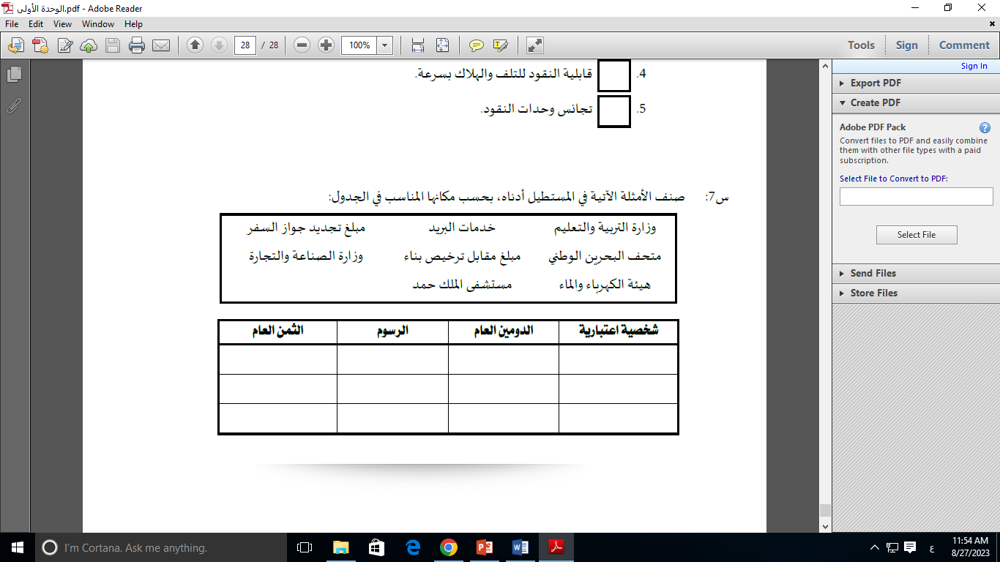 الوحدة الأولى.pdf - Adobe Reader
File Edit View Window Help
28 / 28 100% Tools Sign Comment
4. قابلية النقود للتلف والهلاك بسرعة.
5. تجانس وحدات النقود.
س7: صنف الأمثلة الآتية في المستطيل أدناه، بحسب مكانها المناسب في الجدول:
وزارة التربية والتعليم خدمات البريد مبلغ تجديد جواز السفر
متحف البحرين الوطني مبلغ مقابل ترخيص بناء وزارة الصناعة والتجارة
هيئة الكهرباء والماء مستشفى الملك حمد
شخصية اعتبارية الدومين العام الرسوم الثمن العام
Sign In
Export PDF
Create PDF
Adobe PDF Pack
Convert files to PDF and easily combine
them with other file types with a paid
subscription.
Select File to Convert to PDF:
Select File
Send Files
Store Files
I'm Cortana. Ask me anything.
ع
11:54 AM
8/27/2023